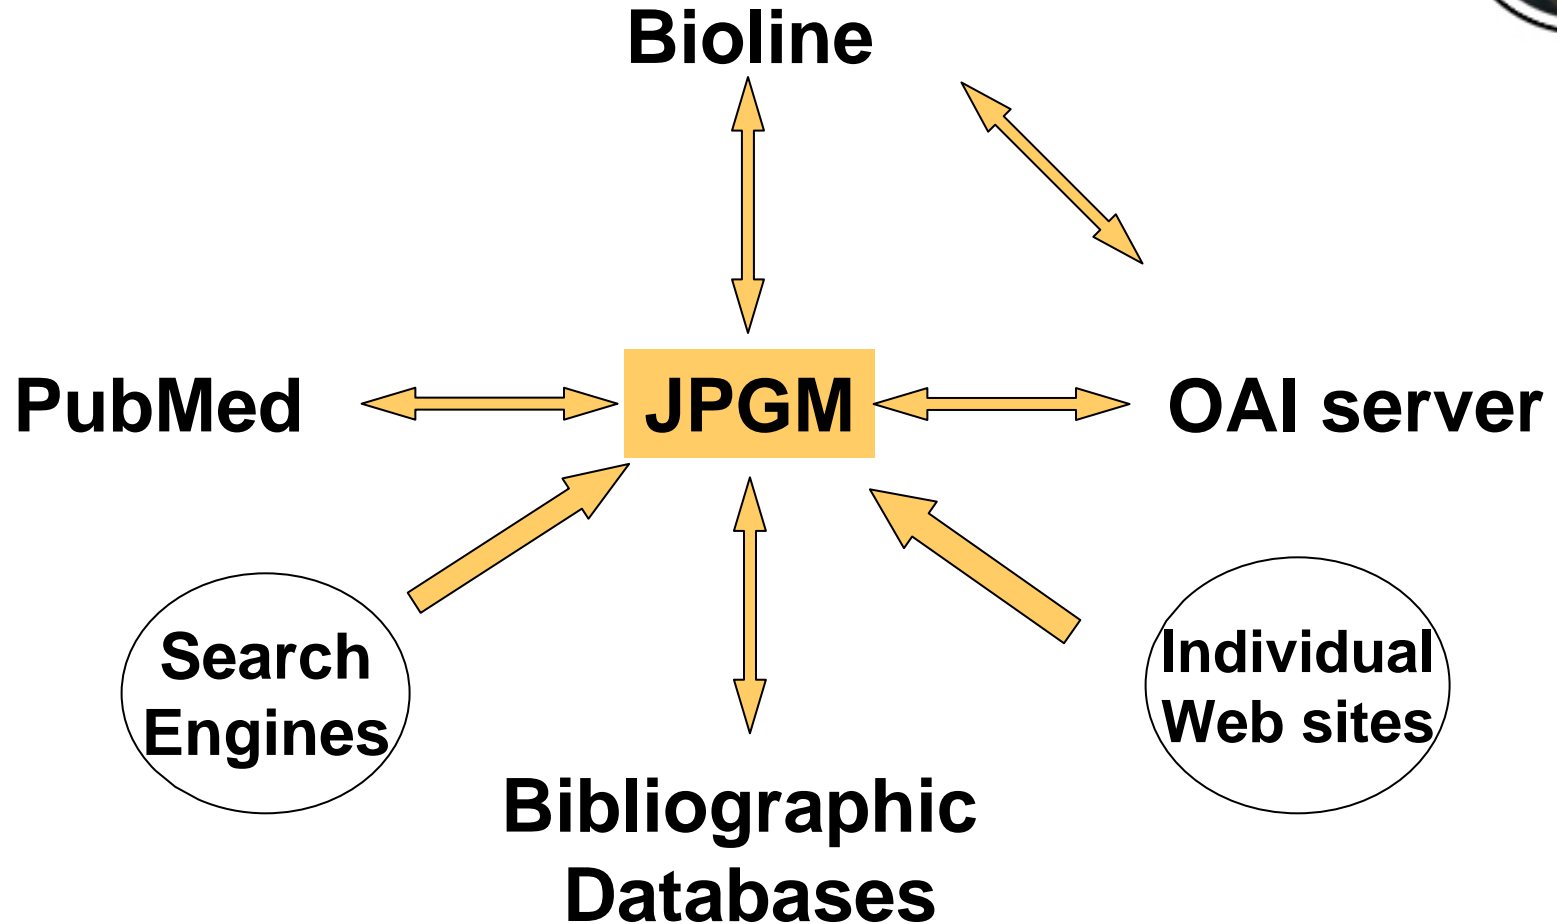 Bioline
PubMed
JPGM
OAI server
Search
Engines
Individual
Web sites
Bibliographic
Databases